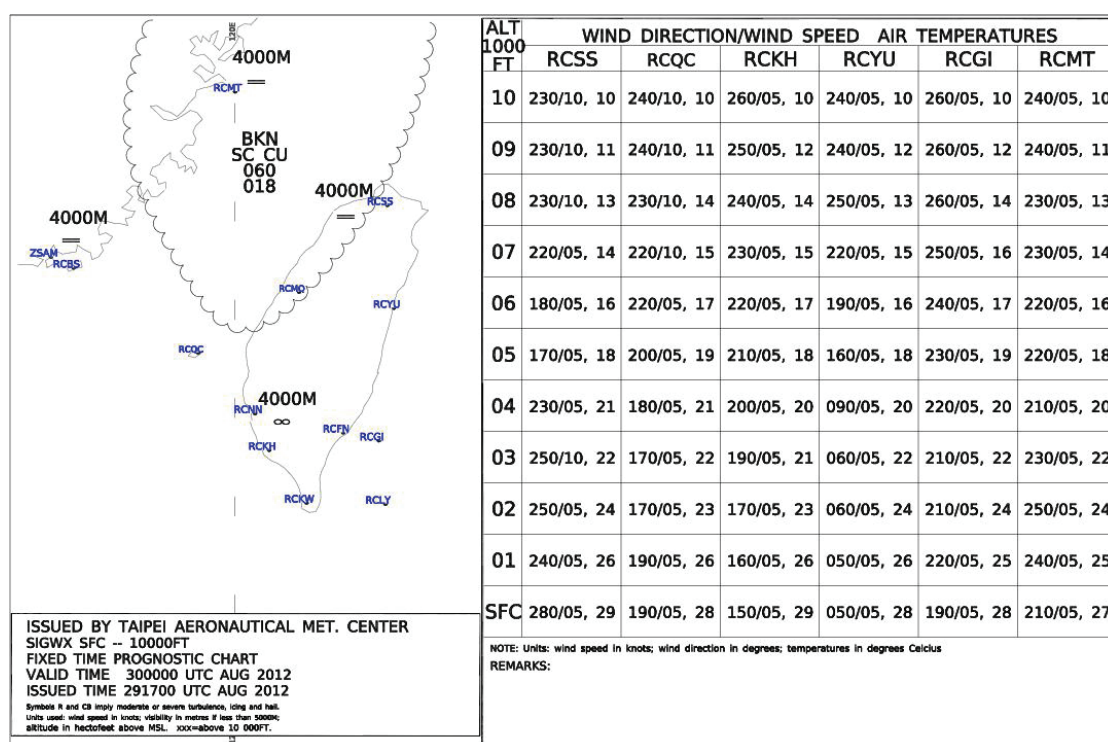 120E
4000M
RCMT
BKN
SC CU
060
018
4000M
RCSS
4000M
ZSAM
RCBS
RCMQ
RCYU
RCQC
4000M
RCNN
RCFN
RCGI
RCKH
RCKW
RCLY
ISSUED BY TAIPEI AERONAUTICAL MET. CENTER
SIGWX SFC -- 10000FT
FIXED TIME PROGNOSTIC CHART
VALID TIME 300000 UTC AUG 2012
ISSUED TIME 291700 UTC AUG 2012
Symbols R and CB imply moderate or severe turbulence, icing and hail.
Units used: wind speed in knots; visibility in metres if less than 5000M;
altitude in hectofeet above MSL. xxx=above 10 000FT.
ALT 1000 FT
WIND DIRECTION/WIND SPEED AIR TEMPERATURES
RCSS RCQC RCKH RCYU RCGI RCMT
10 230/10, 10 240/10, 10 260/05, 10 240/05, 10 260/05, 10 240/05, 10
09 230/10, 11 240/10, 11 250/05, 12 240/05, 12 260/05, 12 240/05, 11
08 230/10, 13 230/10, 14 240/05, 14 250/05, 13 260/05, 14 230/05, 13
07 220/05, 14 220/10, 15 230/05, 15 220/05, 15 250/05, 16 230/05, 14
06 180/05, 16 220/05, 17 220/05, 17 190/05, 16 240/05, 17 220/05, 16
05 170/05, 18 200/05, 19 210/05, 18 160/05, 18 230/05, 19 220/05, 18
04 230/05, 21 180/05, 21 200/05, 20 090/05, 20 220/05, 20 210/05, 20
03 250/10, 22 170/05, 22 190/05, 21 060/05, 22 210/05, 22 230/05, 22
02 250/05, 24 170/05, 23 170/05, 23 060/05, 24 210/05, 24 250/05, 24
01 240/05, 26 190/05, 26 160/05, 26 050/05, 26 220/05, 25 240/05, 25
SFC 280/05, 29 190/05, 28 150/05, 29 050/05, 28 190/05, 28 210/05, 27
NOTE: Units: wind speed in knots; wind direction in degrees; temperatures in degrees Celcius
REMARKS: